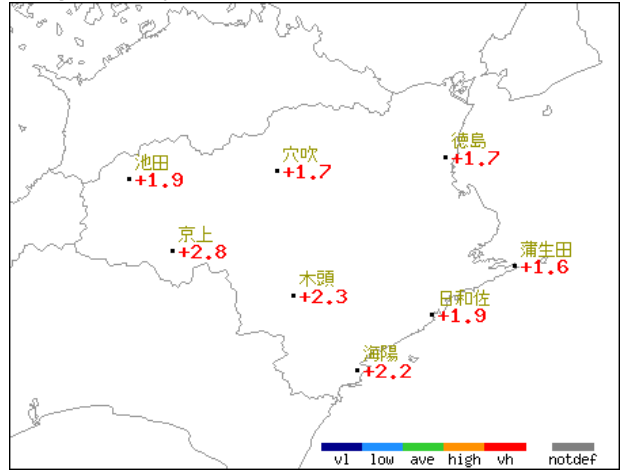 徳島
+1.7
穴吹
+1.7
池田
+1.9
京上
+2.8
蒲生田
+1.6
木頭
+2.3
日和佐
+1.9
海陽
+2.2
vl low ave high vh notdef